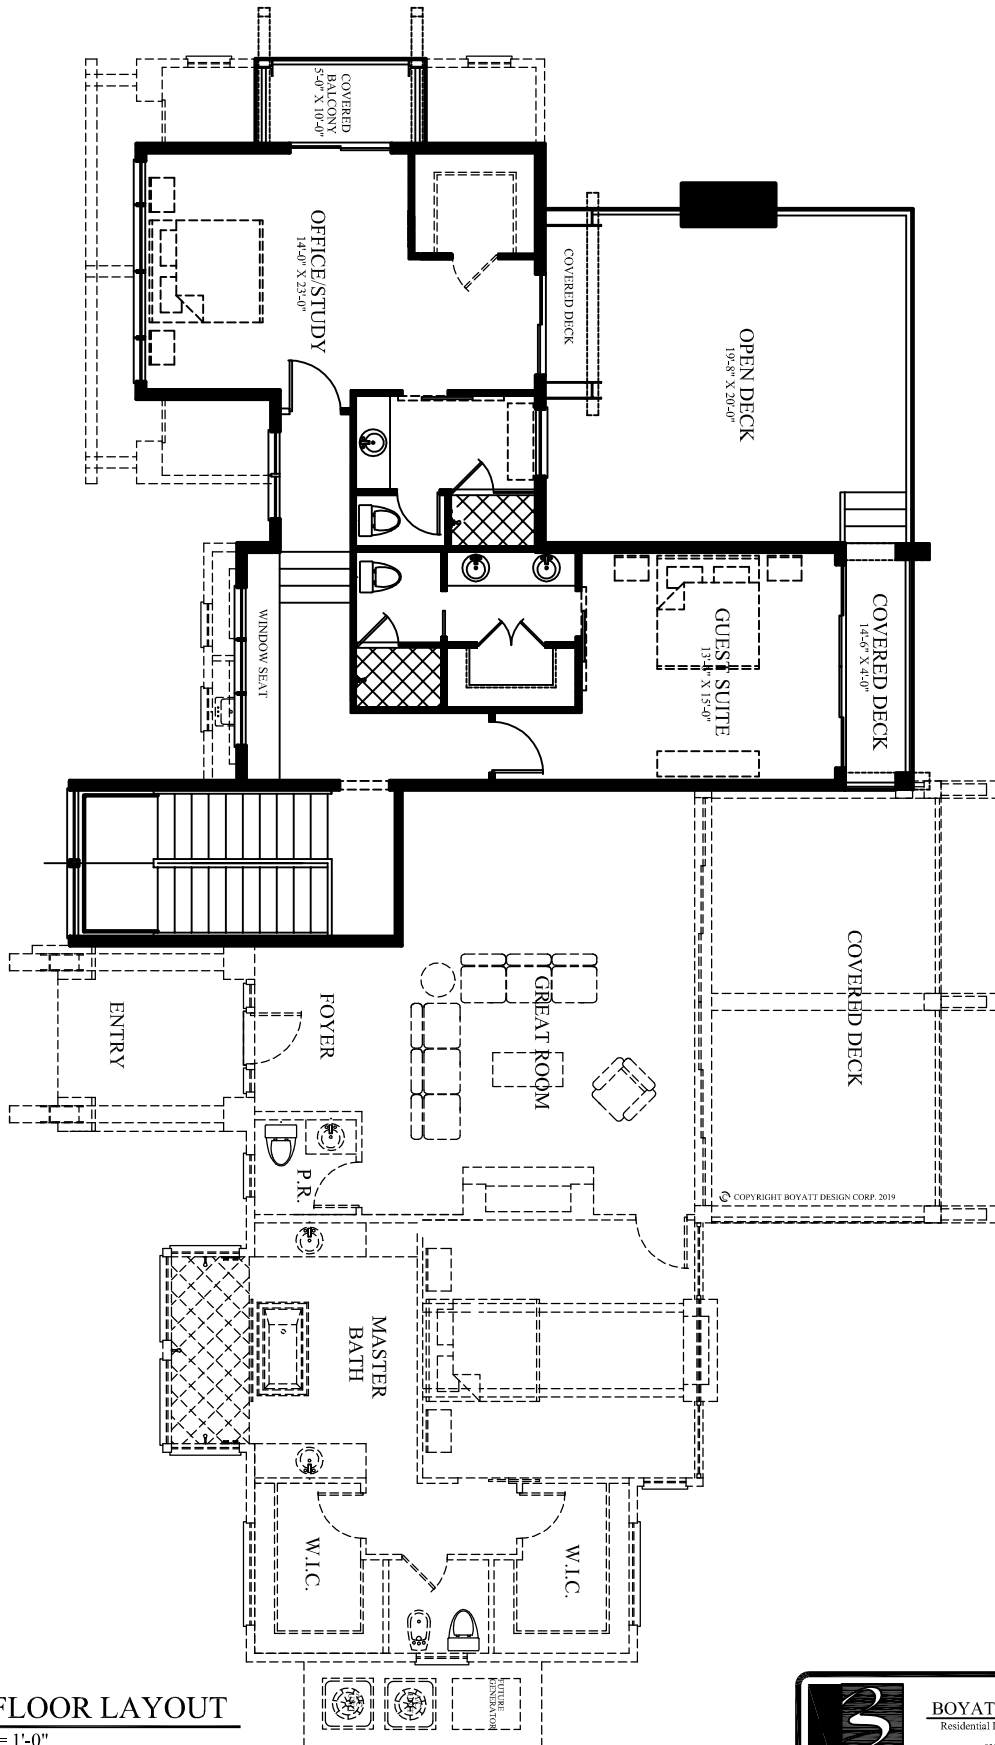 COVERED
BALCONY
5'-0" X 10'-0"
OFFICE/STUDY
14'-0" X 23'-0"
COVERED DECK
OPEN DECK
19'-8" X 20'-0"
WINDOW SEAT
GUEST SUITE
X 15'-0"
COVERED DECK
14'-6" X 4'-0"
ENTRY
FOYER
GREAT ROOM
COVERED DECK
P.R.
© COPYRIGHT BOYATT DESIGN CORP. 2019
MASTER
BATH
W.I.C.
W.I.C.
FUTURE
GENERATOR
FLOOR LAYOUT
= 1'-0"
BOYAT
Residential